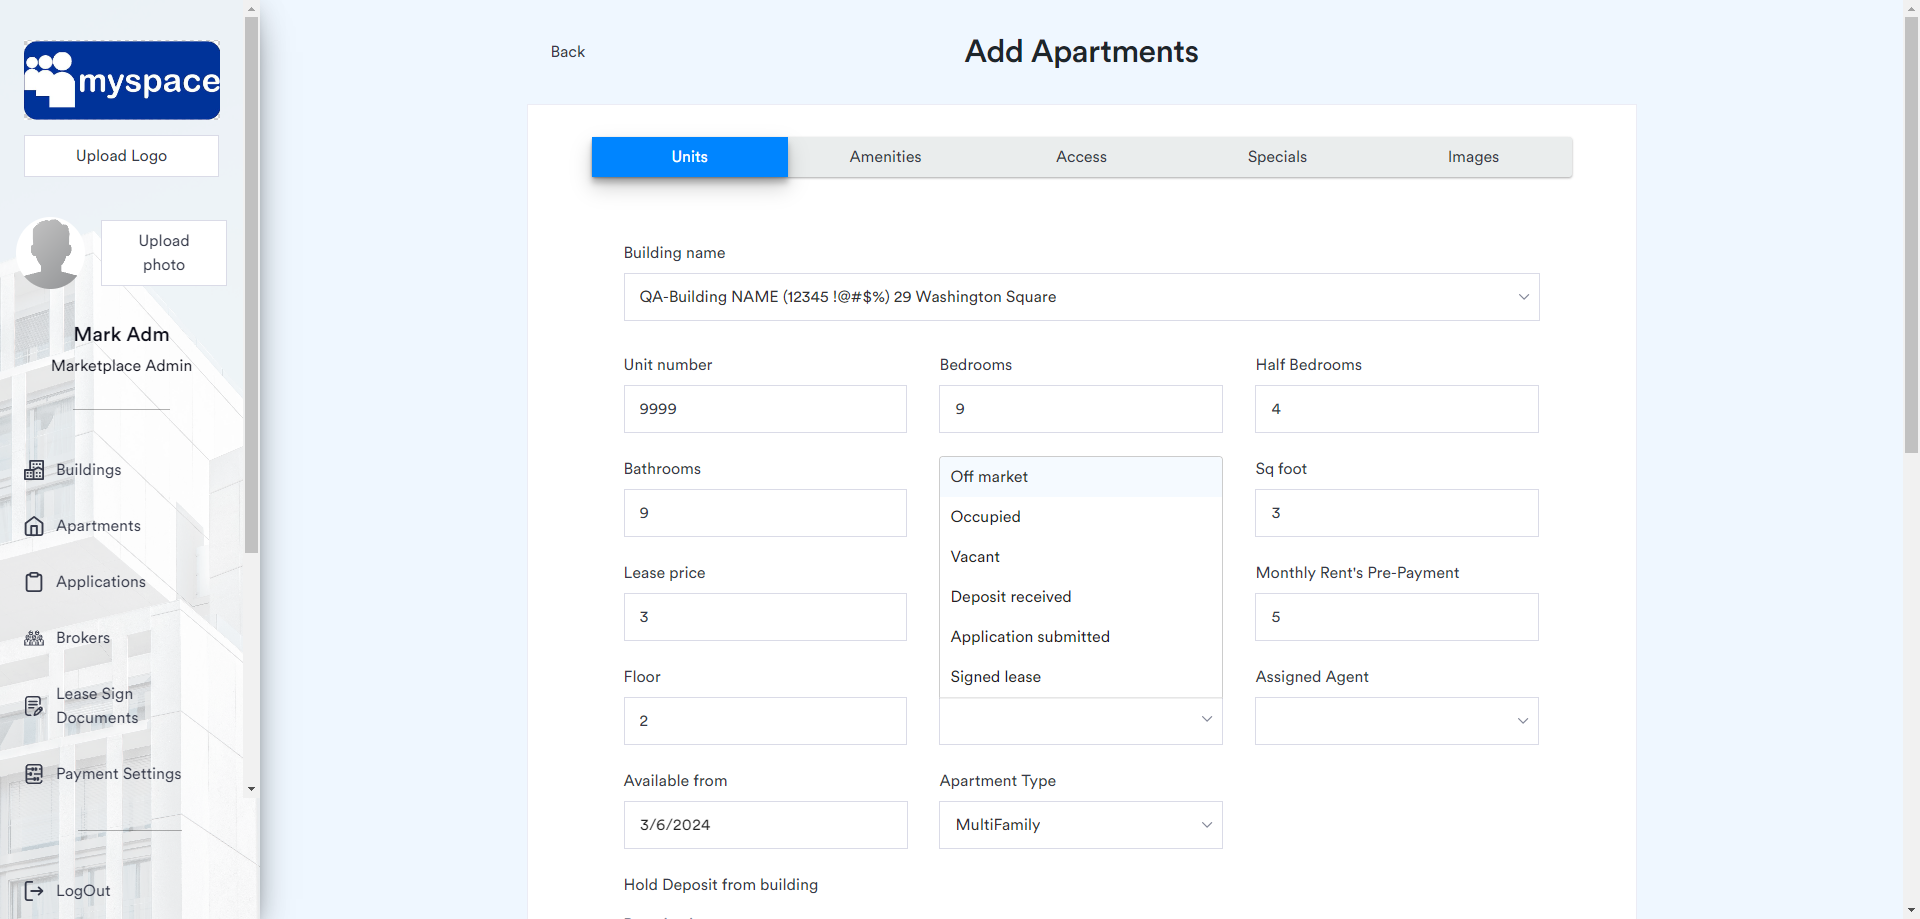 myspace
Upload Logo
Upload
photo
Mark Adm
Marketplace Admin
Buildings
Apartments
Applications
Brokers
Lease Sign
Documents
Payment Settings
LogOut
Back
Add Apartments
Units
Amenities
Access
Specials
Images
Building name
QA-Building NAME (12345 !@#$%) 29 Washington Square
Unit number
Bedrooms
Half Bedrooms
9999
9
4
Bathrooms
Sq foot
9
3
Off market
Occupied
Vacant
Deposit received
Application submitted
Signed lease
Lease price
Monthly Rent's Pre-Payment
3
5
Floor
Assigned Agent
2
Available from
Apartment Type
3/6/2024
MultiFamily
Hold Deposit from building